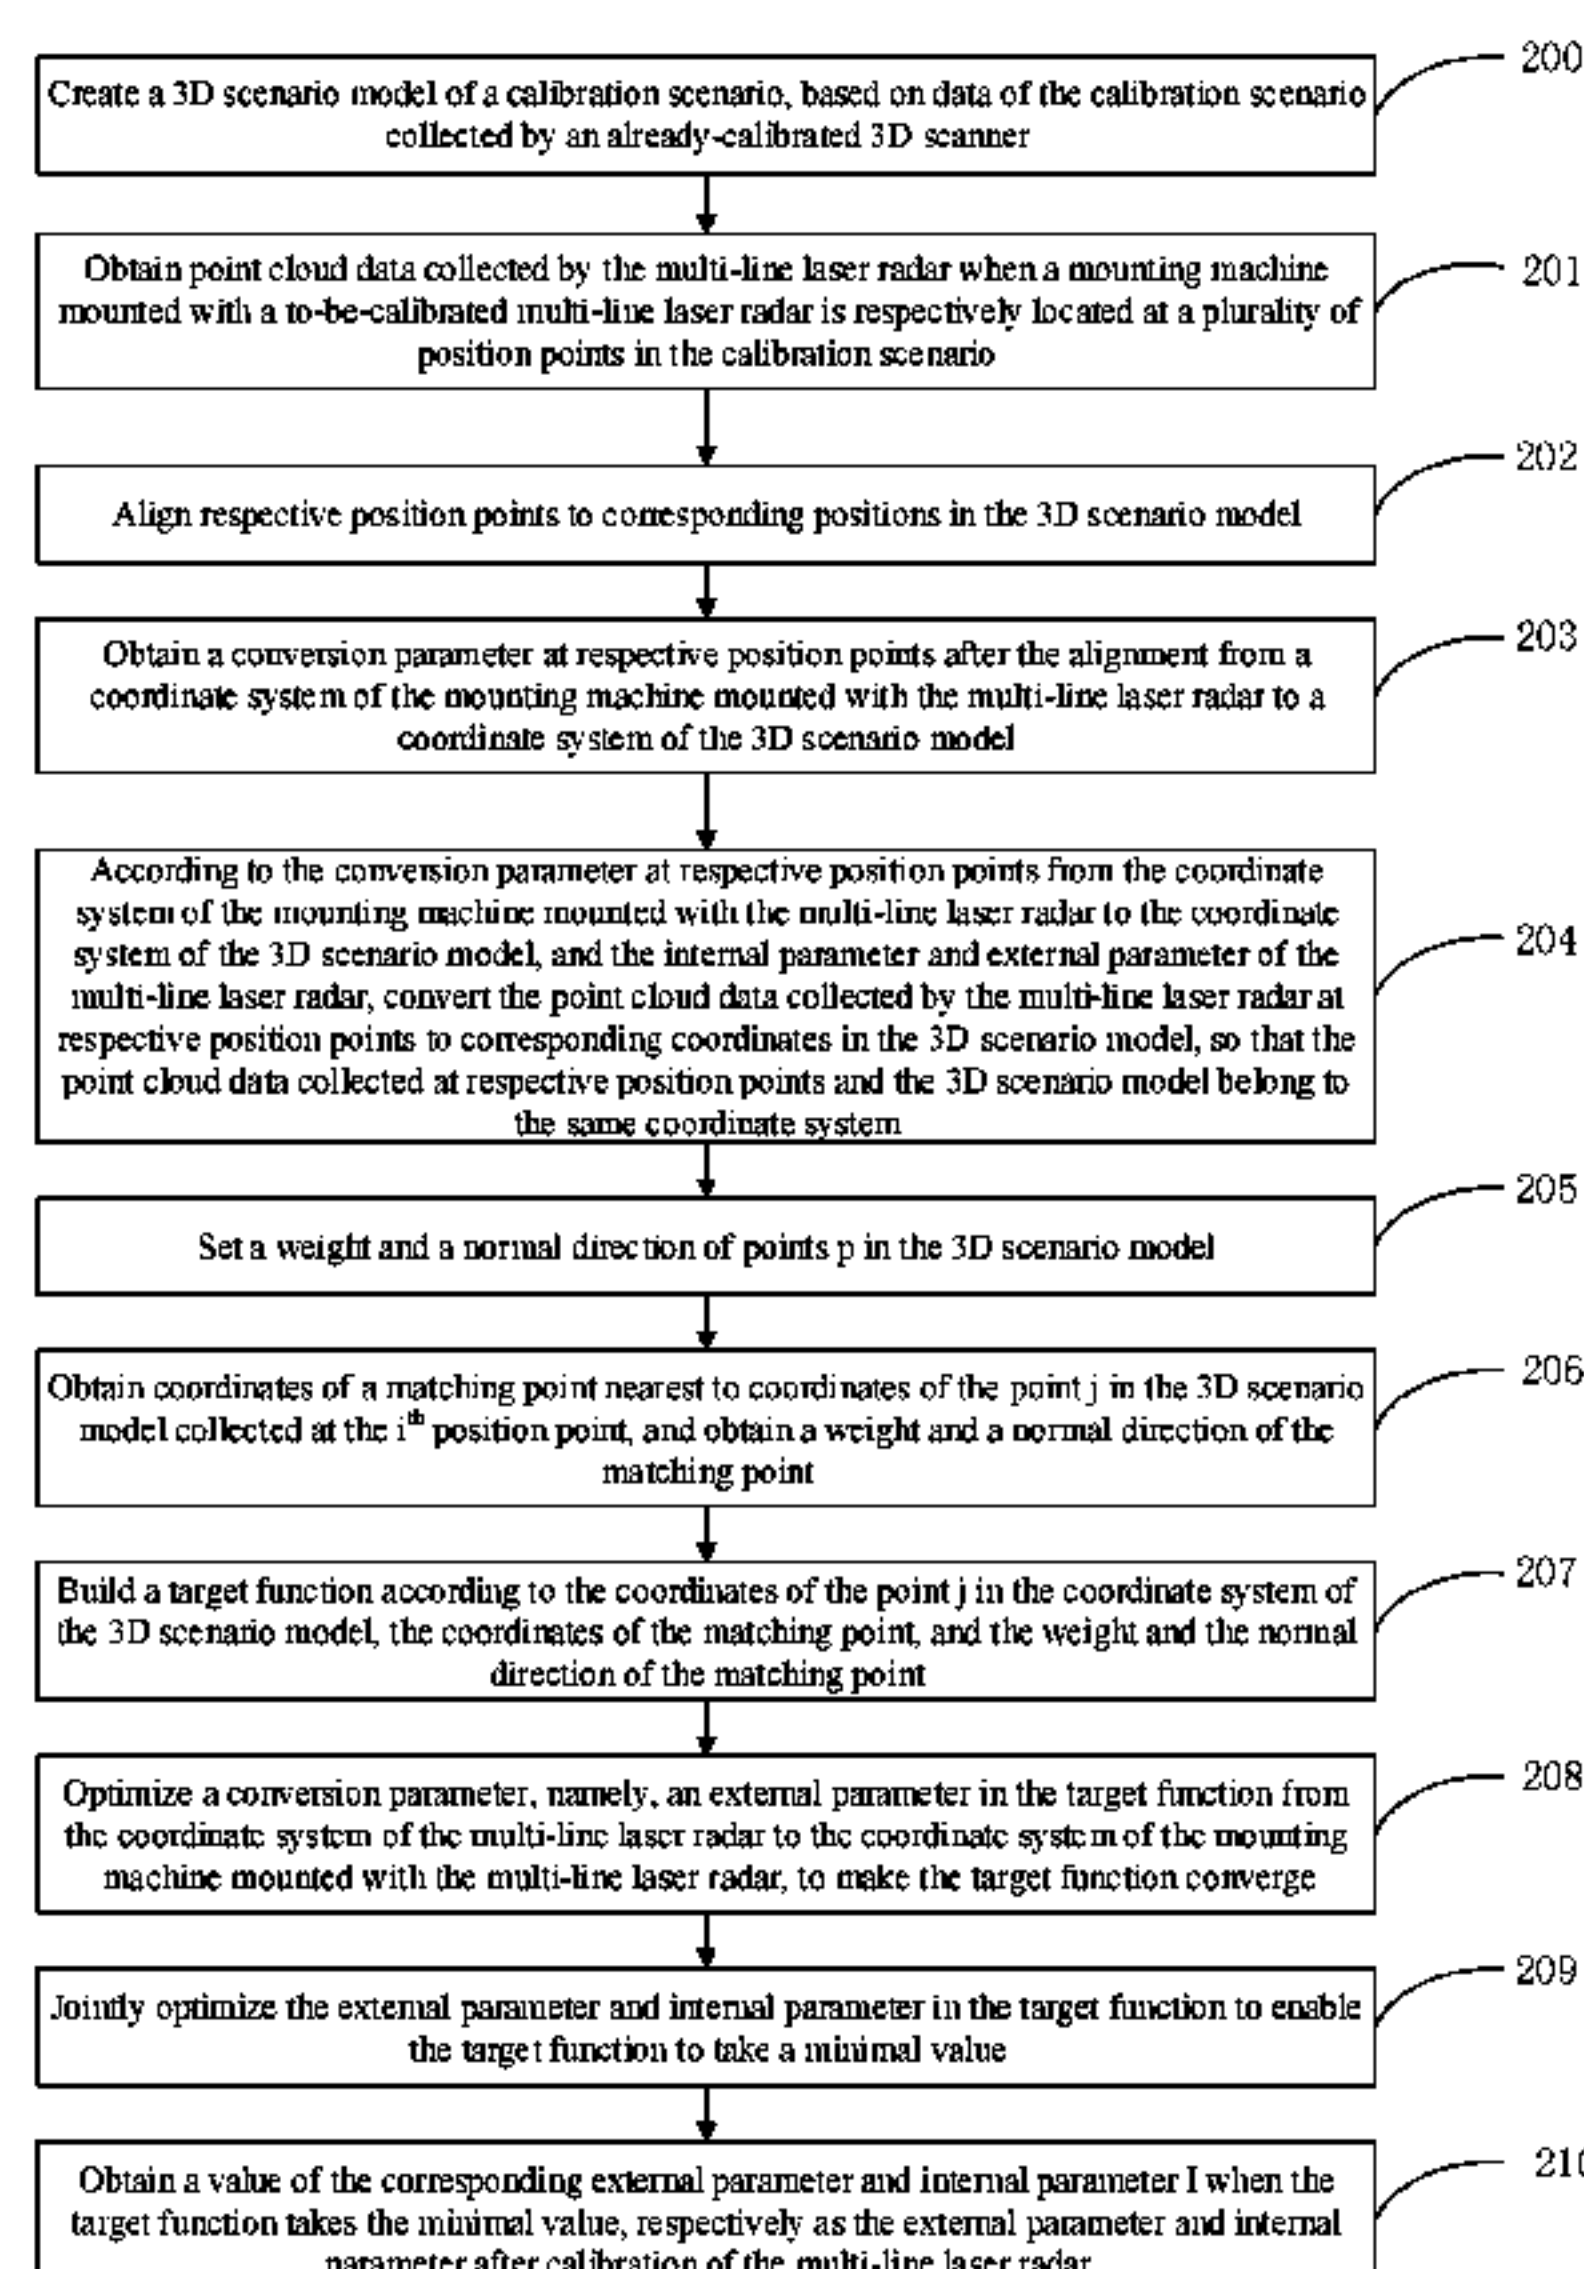 200
Create a 3D scenario model of a calibration scenario, based on data of the calibration scenario
collected by an already-calibrated 3D scanner
201
Obtain point cloud data collected by the multi-line laser radar when a mounting machine
mounted with a to-be-calibrated multi-line laser radar is respectively located at a plurality of
position points in the calibration scenario
202
Align respective position points to corresponding positions in the 3D scenario model
203
Obtain a conversion parameter at respective position points after the alignment from a
coordinate system of the mounting machine mounted with the multi-line laser radar to a
coordinate system of the 3D scenario model
204
According to the conversion parameter at respective position points from the coordinate
system of the mounting machine mounted with the multi-line laser radar to the coordinate
system of the 3D scenario model, and the internal parameter and external parameter of the
multi-line laser radar, convert the point cloud data collected by the multi-line laser radar at
respective position points to corresponding coordinates in the 3D scenario model, so that the
point cloud data collected at respective position points and the 3D scenario model belong to
the same coordinate system
205
Set a weight and a normal direction of points p in the 3D scenario model
206
Obtain coordinates of a matching point nearest to coordinates of the point j in the 3D scenario
model collected at the ith position point, and obtain a weight and a normal direction of the
matching point
207
Build a target function according to the coordinates of the point j in the coordinate system of
the 3D scenario model, the coordinates of the matching point, and the weight and the normal
direction of the matching point
208
Optimize a conversion parameter, namely, an external parameter in the target function from
the coordinate system of the multi-line laser radar to the coordinate system of the mounting
machine mounted with the multi-line laser radar, to make the target function converge
209
Jointly optimize the external parameter and internal parameter in the target function to enable
the target function to take a minimal value
210
Obtain a value of the corresponding external parameter and internal parameter I when the
target function takes the minimal value, respectively as the external parameter and internal
parameter after calibration of the multi-line laser radar